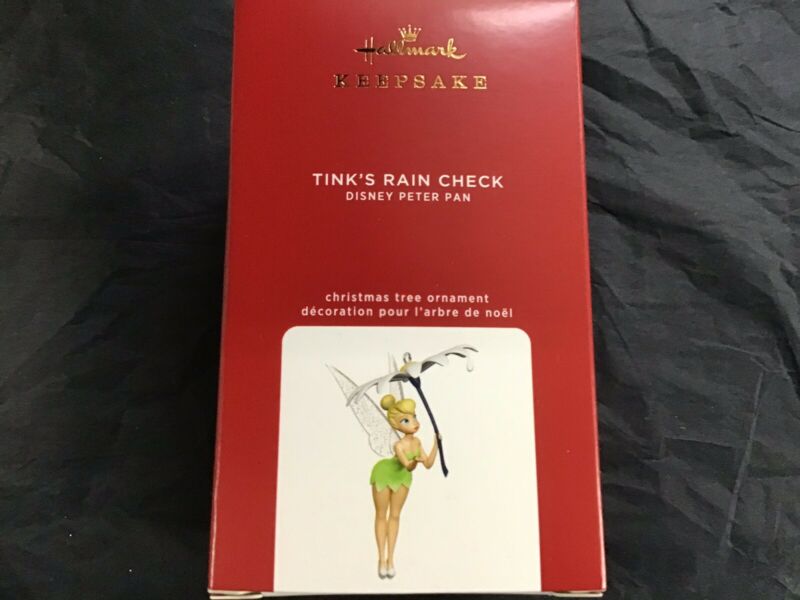 Hallmark
KEEPSAKE
TINK'S RAIN CHECK
DISNEY PETER PAN
christmas tree ornament
décoration pour l'arbre de noël